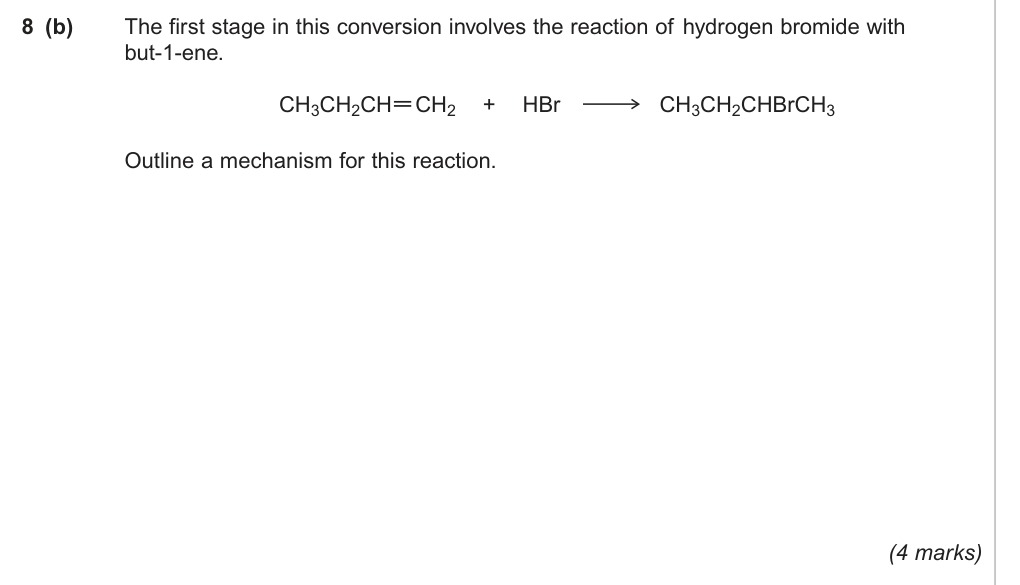 8 (b) The first stage in this conversion involves the reaction of hydrogen bromide with
but-1-ene.
CH₃CH₂CH=CH₂ + HBr ⟶ CH₃CH₂CHBrCH₃
Outline a mechanism for this reaction.
(4 marks)